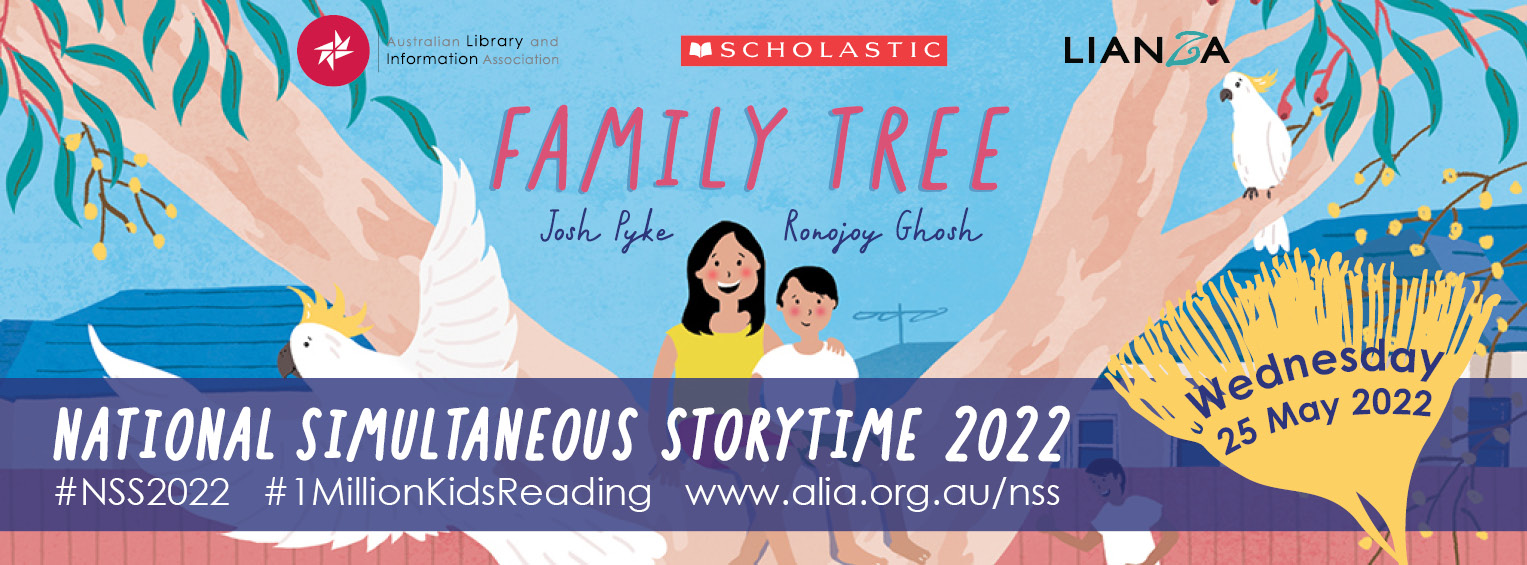 Australian Library and
Information Association
SCHOLASTIC
LIANZA
FAMILY TREE
Josh Pyke
Ronojoy Ghosh
Wednesday
25 May 2022
NATIONAL SIMULTANEOUS STORYTIME 2022
#NSS2022 #1MillionKidsReading www.alia.org.au/nss